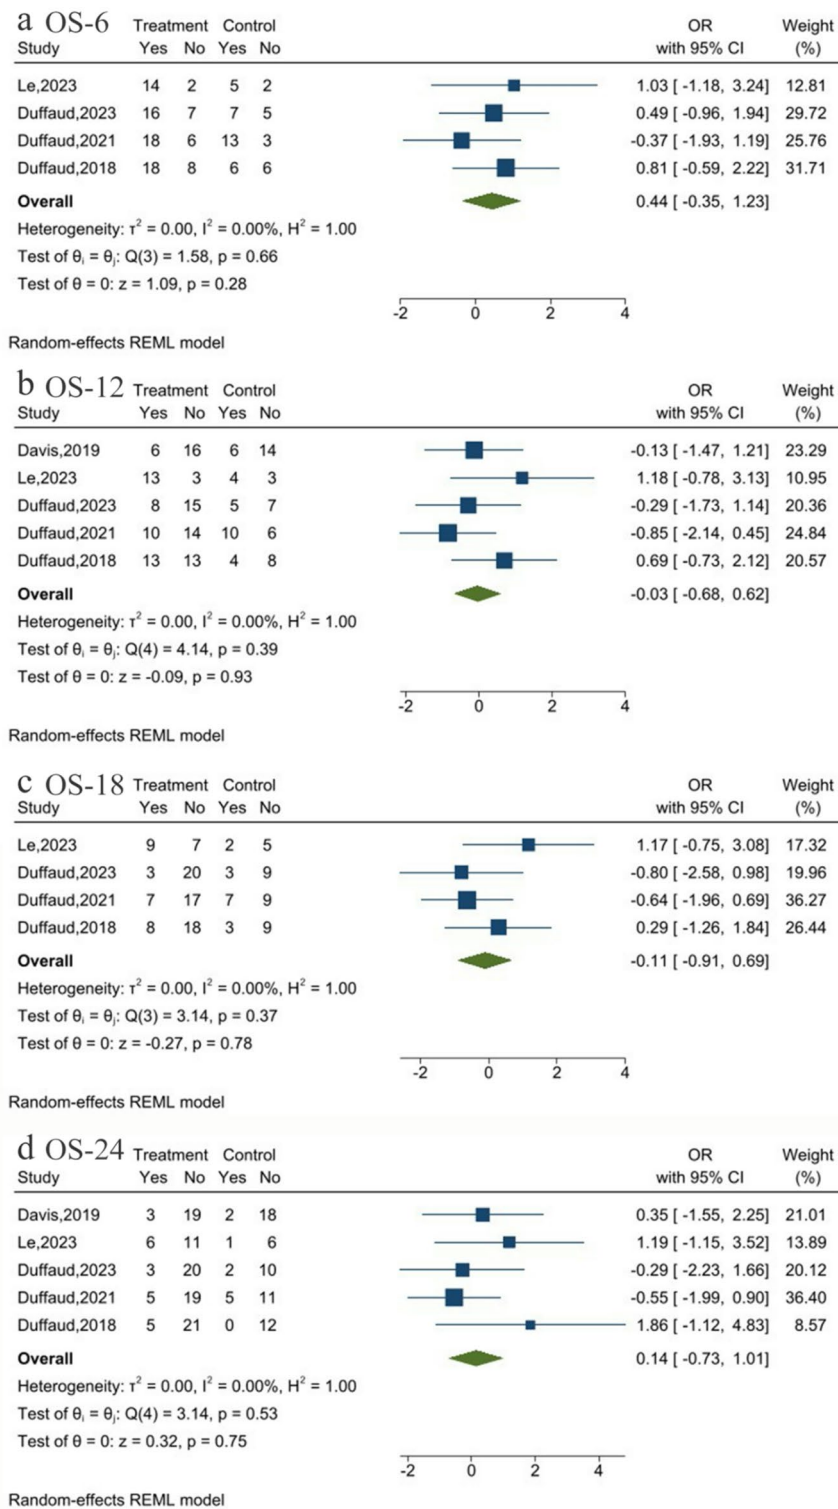 a OS-6 Treatment Control OR Weight
Study Yes No Yes No with 95% CI (%)
Le,2023 14 2 5 2 1.03 [ -1.18, 3.24] 12.81
Duffaud,2023 16 7 7 5 0.49 [ -0.96, 1.94] 29.72
Duffaud,2021 18 6 13 3 -0.37 [ -1.93, 1.19] 25.76
Duffaud,2018 18 8 6 6 0.81 [ -0.59, 2.22] 31.71
Overall 0.44 [ -0.35, 1.23]
Heterogeneity: τ² = 0.00, I² = 0.00%, H² = 1.00
Test of θᵢ = θⱼ: Q(3) = 1.58, p = 0.66
Test of θ = 0: z = 1.09, p = 0.28
-2 0 2 4
Random-effects REML model
b OS-12 Treatment Control OR Weight
Study Yes No Yes No with 95% CI (%)
Davis,2019 6 16 6 14 -0.13 [ -1.47, 1.21] 23.29
Le,2023 13 3 4 3 1.18 [ -0.78, 3.13] 10.95
Duffaud,2023 8 15 5 7 -0.29 [ -1.73, 1.14] 20.36
Duffaud,2021 10 14 10 6 -0.85 [ -2.14, 0.45] 24.84
Duffaud,2018 13 13 4 8 0.69 [ -0.73, 2.12] 20.57
Overall -0.03 [ -0.68, 0.62]
Heterogeneity: τ² = 0.00, I² = 0.00%, H² = 1.00
Test of θᵢ = θⱼ: Q(4) = 4.14, p = 0.39
Test of θ = 0: z = -0.09, p = 0.93
-2 0 2 4
Random-effects REML model
c OS-18 Treatment Control OR Weight
Study Yes No Yes No with 95% CI (%)
Le,2023 9 7 2 5 1.17 [ -0.75, 3.08] 17.32
Duffaud,2023 3 20 3 9 -0.80 [ -2.58, 0.98] 19.96
Duffaud,2021 7 17 7 9 -0.64 [ -1.96, 0.69] 36.27
Duffaud,2018 8 18 3 9 0.29 [ -1.26, 1.84] 26.44
Overall -0.11 [ -0.91, 0.69]
Heterogeneity: τ² = 0.00, I² = 0.00%, H² = 1.00
Test of θᵢ = θⱼ: Q(3) = 3.14, p = 0.37
Test of θ = 0: z = -0.27, p = 0.78
-2 0 2 4
Random-effects REML model
d OS-24 Treatment Control OR Weight
Study Yes No Yes No with 95% CI (%)
Davis,2019 3 19 2 18 0.35 [ -1.55, 2.25] 21.01
Le,2023 6 11 1 6 1.19 [ -1.15, 3.52] 13.89
Duffaud,2023 3 20 2 10 -0.29 [ -2.23, 1.66] 20.12
Duffaud,2021 5 19 5 11 -0.55 [ -1.99, 0.90] 36.40
Duffaud,2018 5 21 0 12 1.86 [ -1.12, 4.83] 8.57
Overall 0.14 [ -0.73, 1.01]
Heterogeneity: τ² = 0.00, I² = 0.00%, H² = 1.00
Test of θᵢ = θⱼ: Q(4) = 3.14, p = 0.53
Test of θ = 0: z = 0.32, p = 0.75
-2 0 2 4
Random-effects REML model